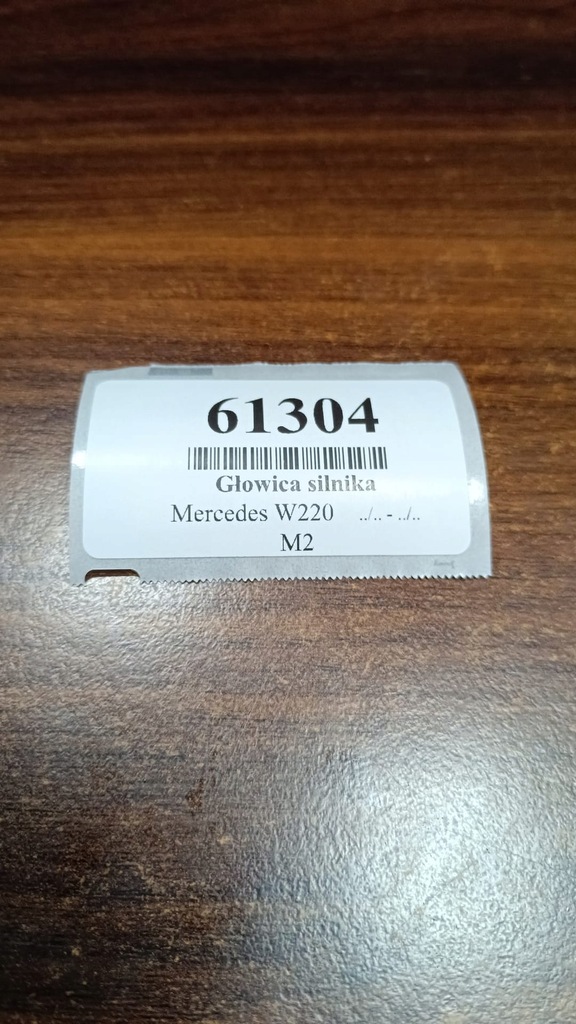 61304
Głowica silnika
Mercedes W220 ../.. - ../..
M2